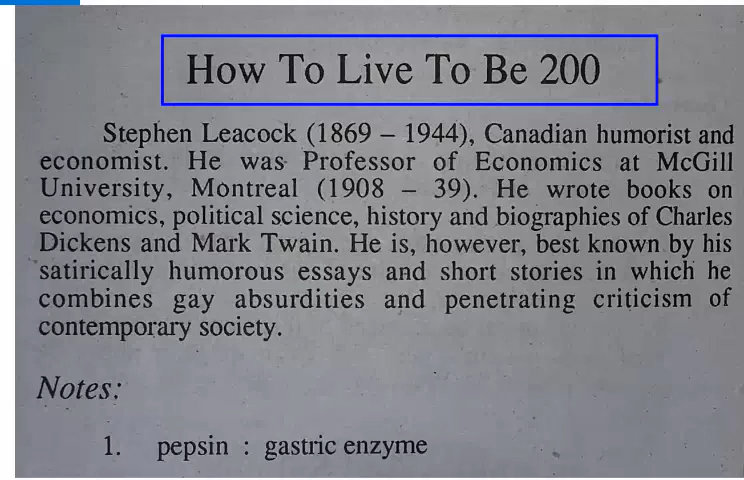 How To Live To Be 200
Stephen Leacock (1869 – 1944), Canadian humorist and
economist. He was Professor of Economics at McGill
University, Montreal (1908 – 39). He wrote books on
economics, political science, history and biographies of Charles
Dickens and Mark Twain. He is, however, best known by his
satirically humorous essays and short stories in which he
combines gay absurdities and penetrating criticism of
contemporary society.
Notes:
1. pepsin : gastric enzyme